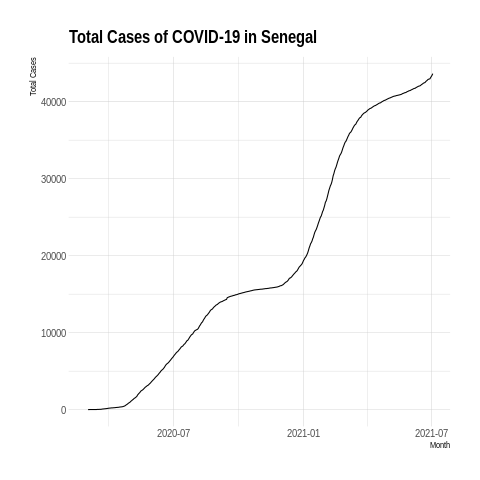 Total Cases of COVID-19 in Senegal
Total Cases
40000
30000
20000
10000
0
2020-07
2021-01
2021-07
Month